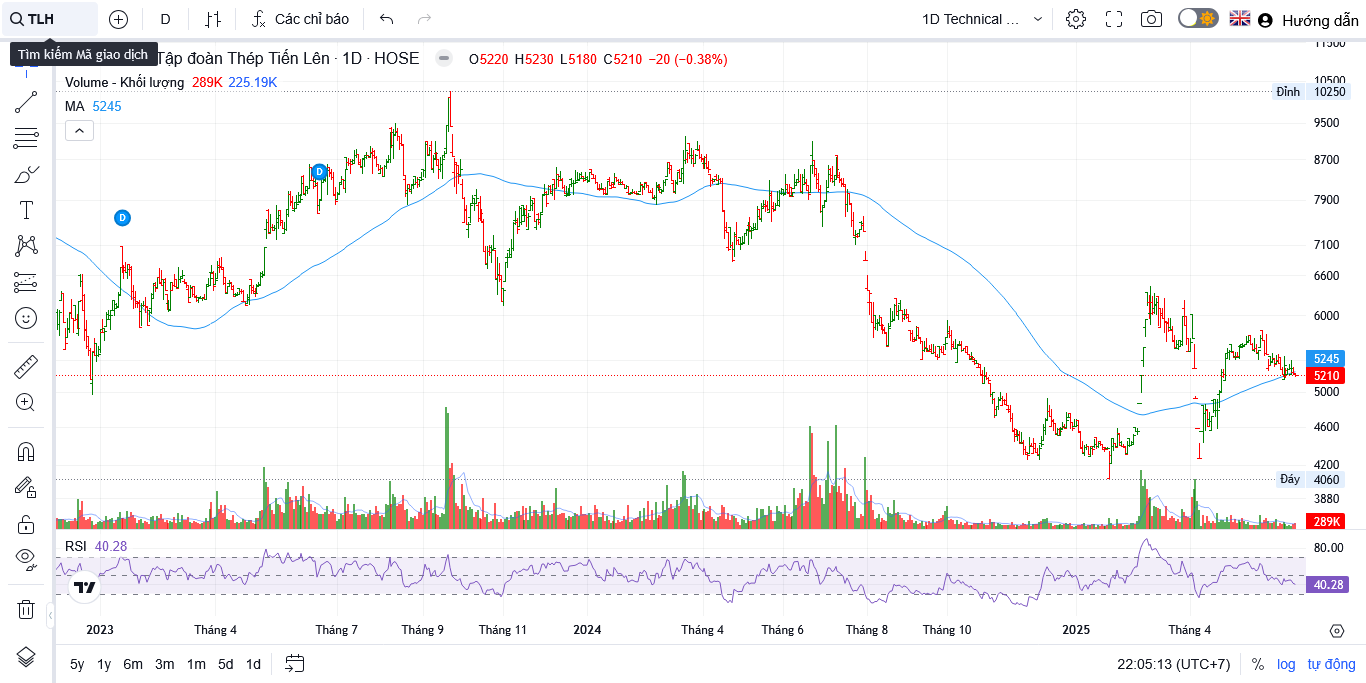 TLH
D
Các chỉ báo
1D Technical ...
Hướng dẫn
Tìm kiếm Mã giao dịch
Tập đoàn Thép Tiến Lên · 1D · HOSE
O5220 H5230 L5180 C5210 −20 (−0.38%)
Volume - Khối lượng 289K 225.19K
MA 5245
11500
10500
Đỉnh 10250
9500
8700
7900
7100
6600
6000
5245
5210
5000
4600
4200
Đáy 4060
3880
289K
D
D
RSI 40.28
80.00
40.28
2023 Tháng 4 Tháng 7 Tháng 9 Tháng 11 2024 Tháng 4 Tháng 6 Tháng 8 Tháng 10 2025 Tháng 4
5y 1y 6m 3m 1m 5d 1d
22:05:13 (UTC+7) % log tự động